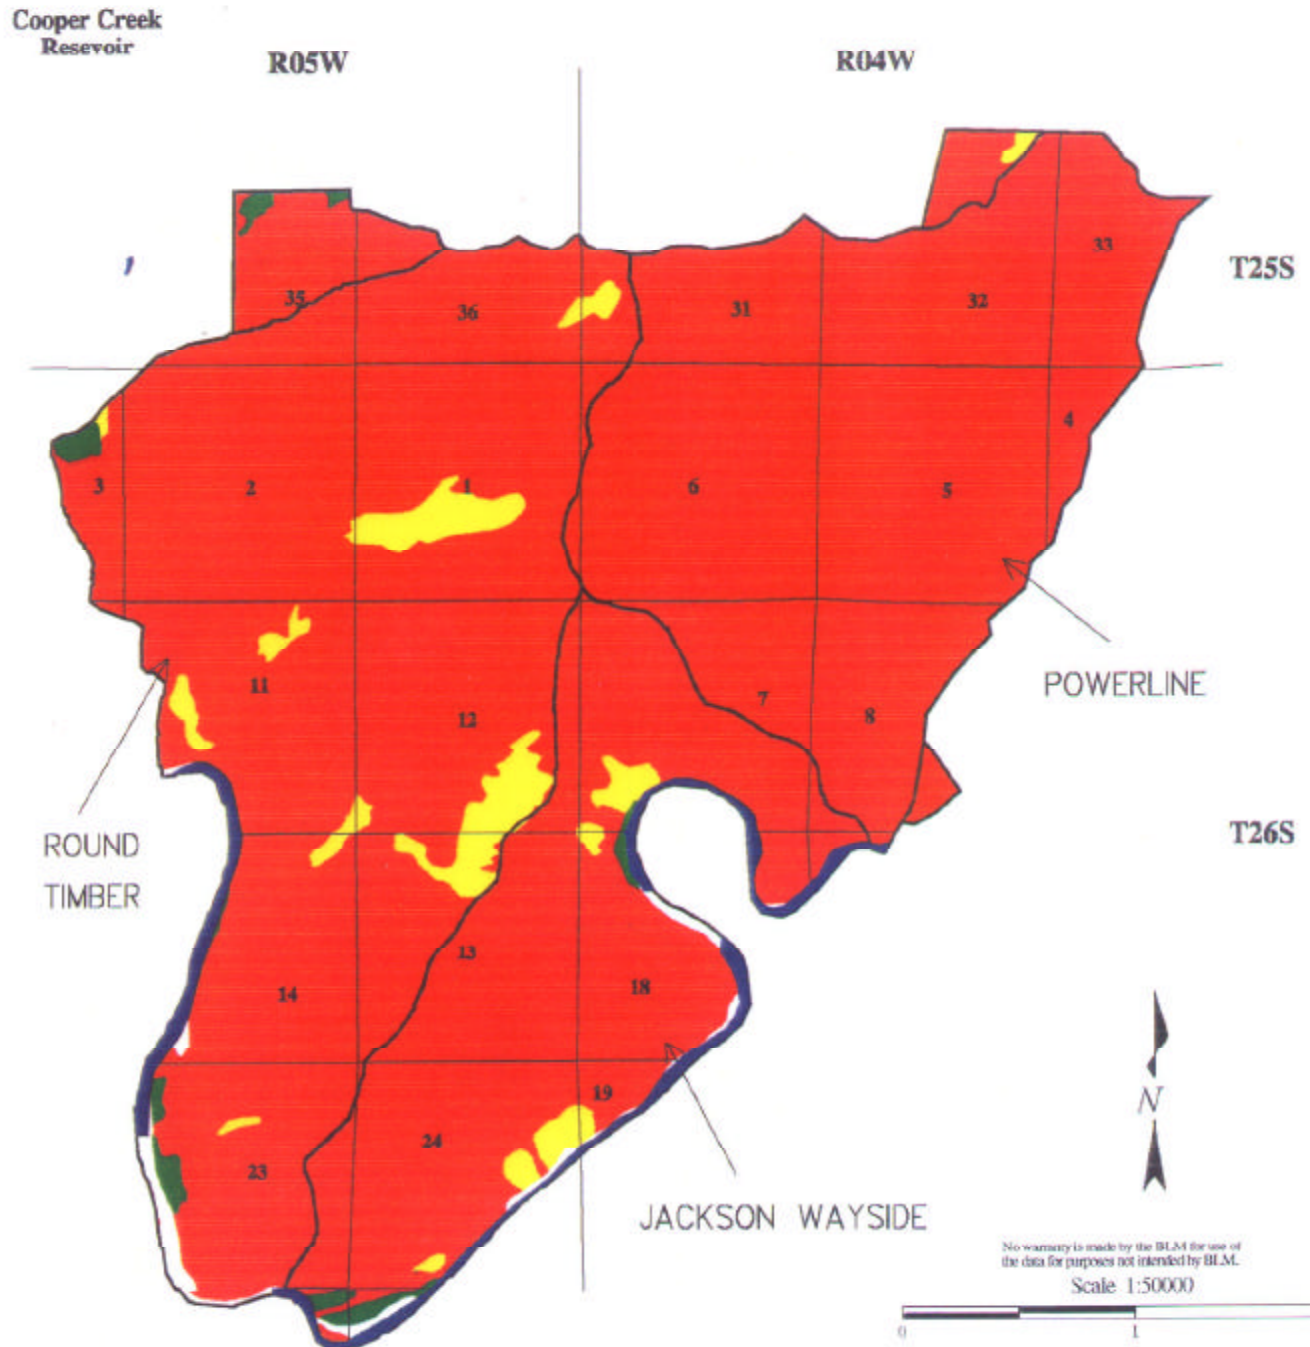 Cooper Creek
Resevoir
R05W
R04W
33
T25S
35
36
31
32
4
3
2
1
6
5
11
12
7
8
POWERLINE
ROUND
TIMBER
T26S
13
14
18
19
24
23
N
JACKSON WAYSIDE
No warranty is made by the BLM for use of
the data for purposes not intended by BLM.
Scale 1:50000
0
1